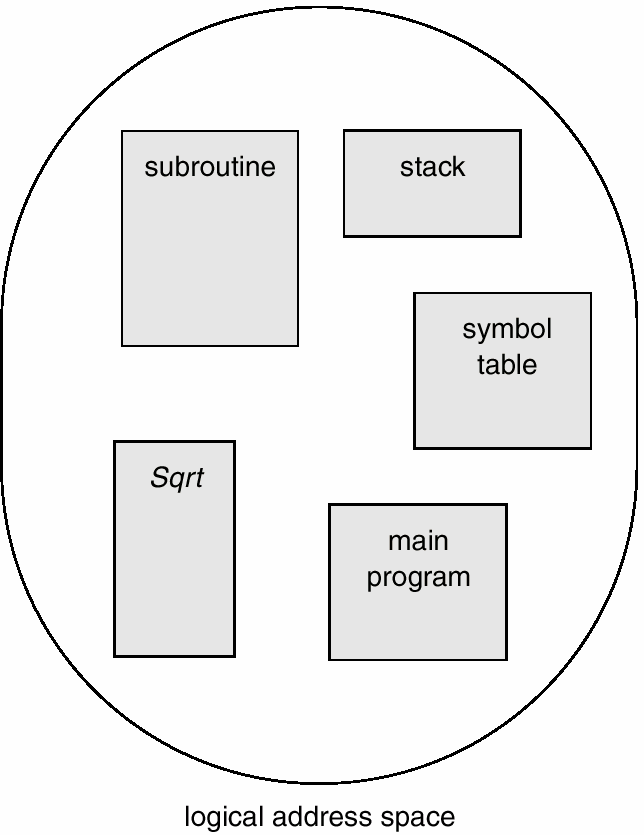 subroutine
stack
symbol
table
Sqrt
main
program
logical address space